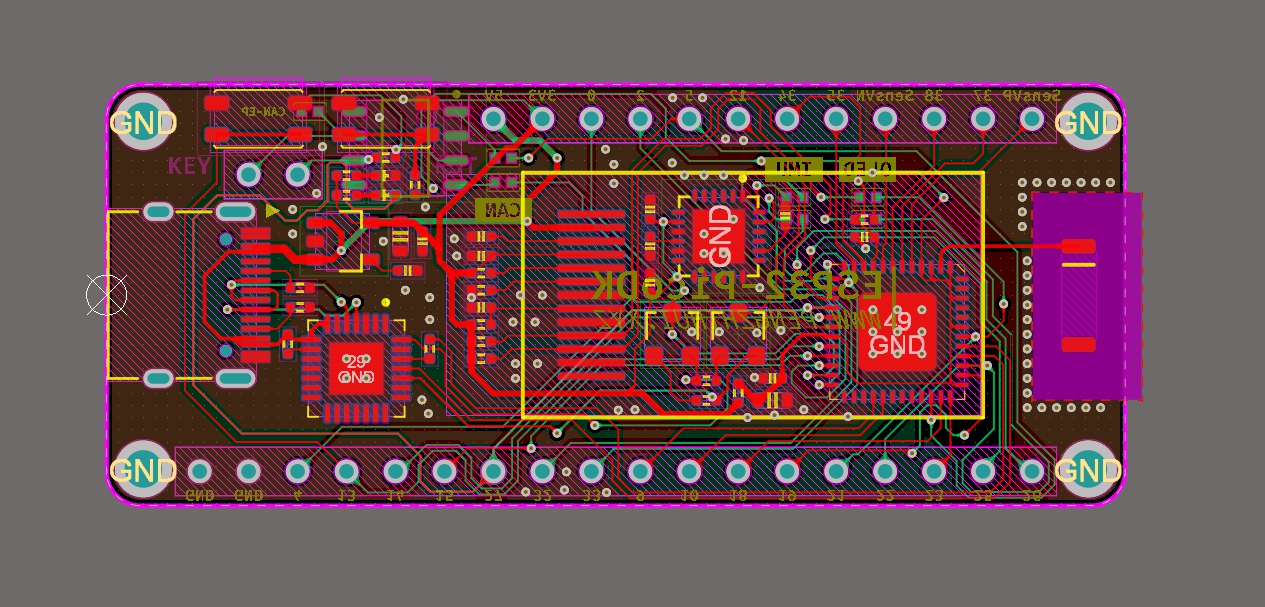 CAN-EP
5V 3V3 0 2 5 12 34 35 SensVN 38 37 SensVP
GND GND
KEY IMU OLED
CAN
GND
ESP32-PicoDK
49
GND
29
GND
GND GND
GND GND 4 13 14 15 27 32 33 9 10 18 19 21 22 23 25 26